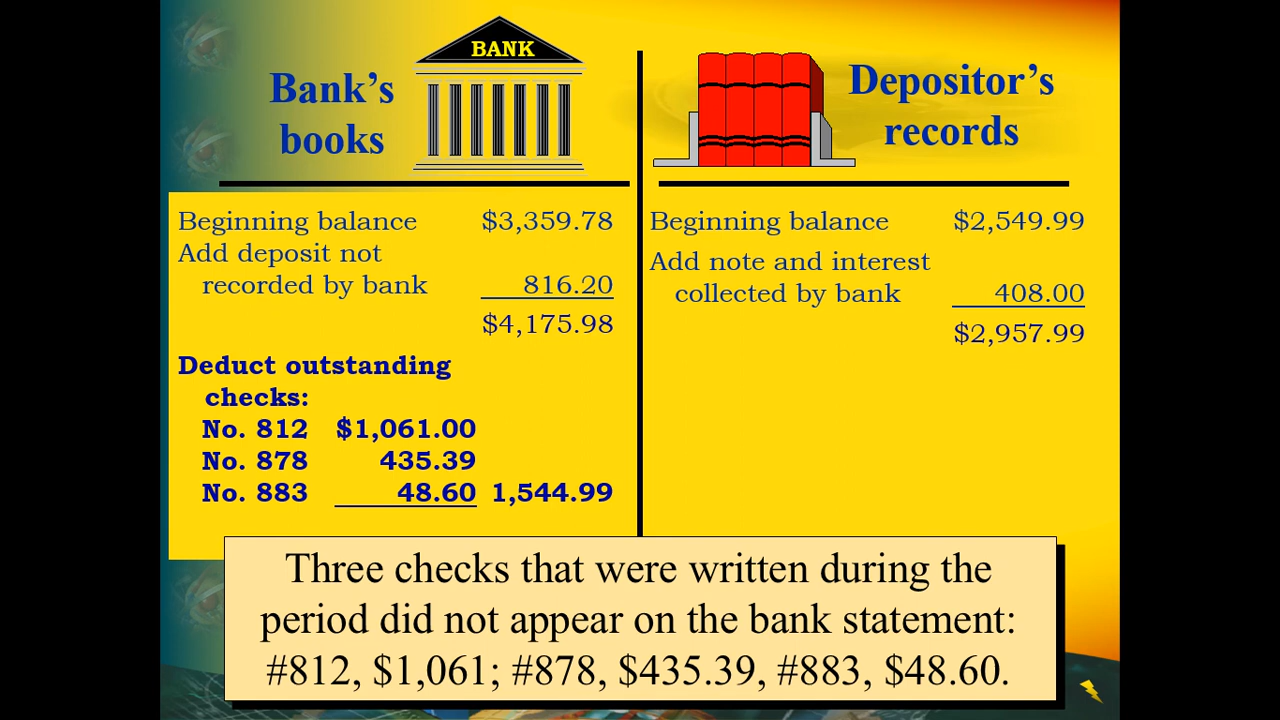 BANK
Bank's
books
Depositor's
records
Beginning balance $3,359.78
Add deposit not
recorded by bank 816.20
$4,175.98
Deduct outstanding
checks:
No. 812 $1,061.00
No. 878 435.39
No. 883 48.60 1,544.99
Beginning balance $2,549.99
Add note and interest
collected by bank 408.00
$2,957.99
Three checks that were written during the
period did not appear on the bank statement:
#812, $1,061; #878, $435.39, #883, $48.60.